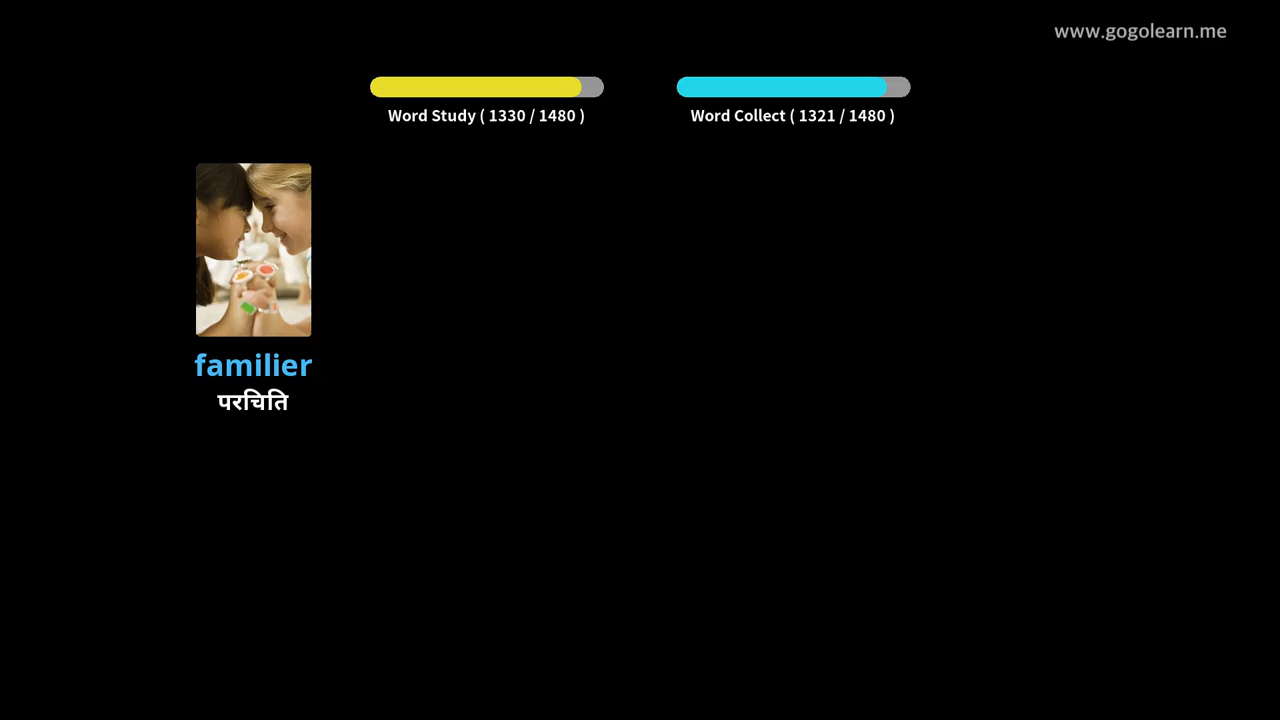 www.gogolearn.me
Word Study ( 1330 / 1480 )
Word Collect ( 1321 / 1480 )
familier
परचिति